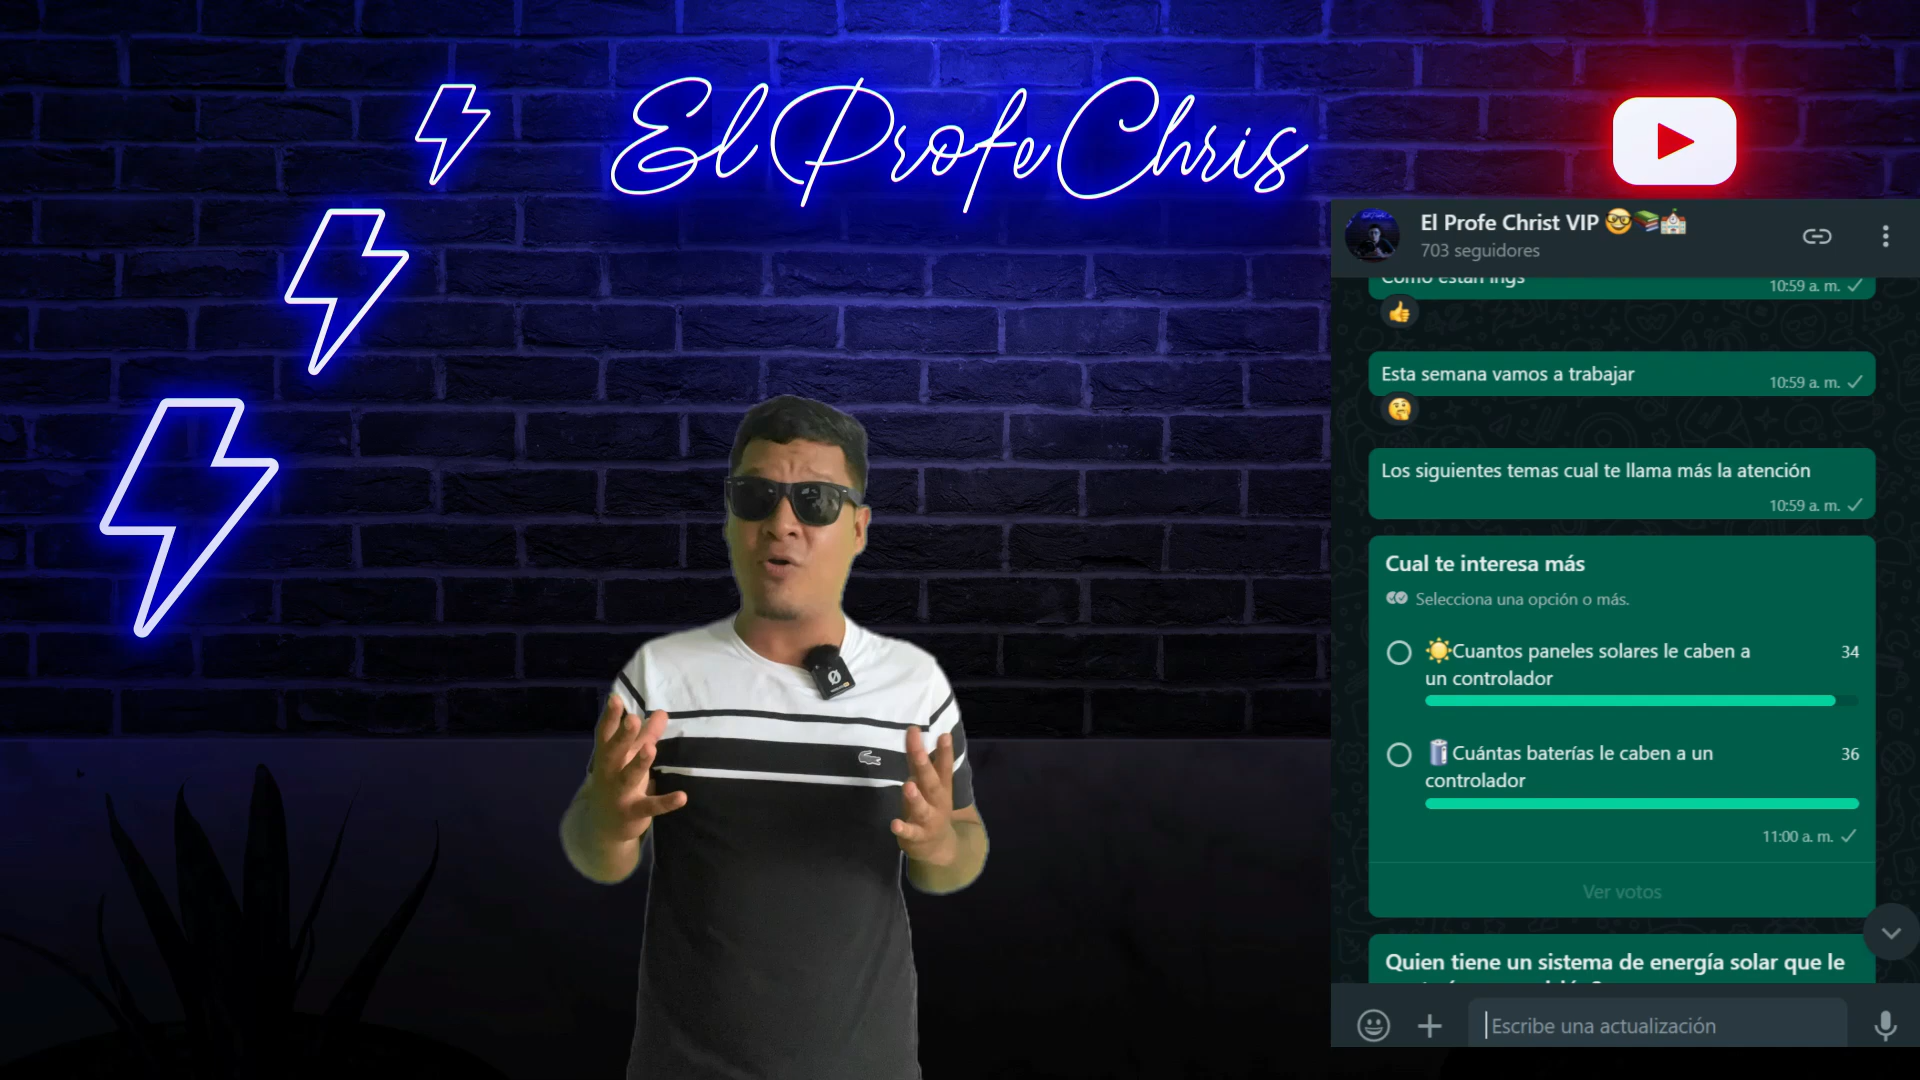 El Profe Chris
El Profe Christ VIP 🤓📚🏫
703 seguidores
Como están ings
10:59 a. m.
Esta semana vamos a trabajar
10:59 a. m.
Los siguientes temas cual te llama más la atención
10:59 a. m.
Cual te interesa más
Selecciona una opción o más.
☀️Cuantos paneles solares le caben a
34
un controlador
🔋Cuántas baterías le caben a un
36
controlador
11:00 a. m.
Ver votos
Quien tiene un sistema de energía solar que le
Escribe una actualización